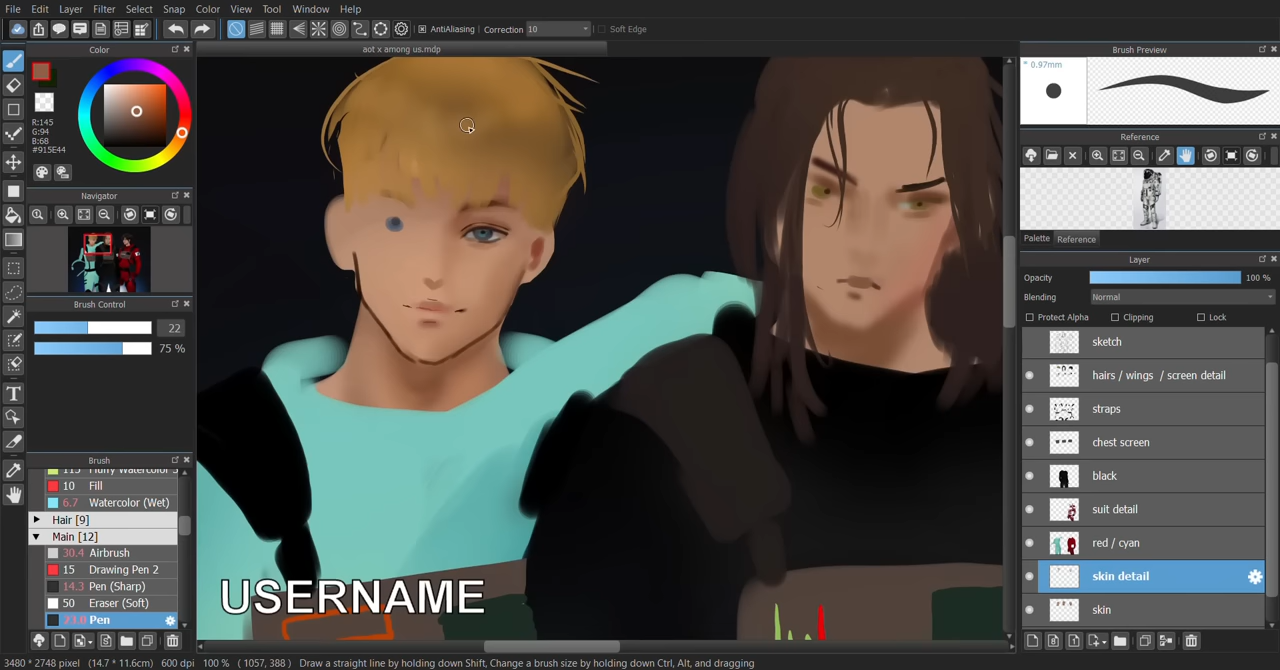 File Edit Layer Filter Select Snap Color View Tool Window Help
AntiAliasing Correction 10 Soft Edge
Color
aot x among us.mdp
Brush Preview
* 0.97mm
R:145
G:94
B:68
#915E44
Reference
Navigator
Palette Reference
Layer
Opacity 100 %
Blending Normal
Protect Alpha Clipping Lock
Brush Control
22
75 %
sketch
hairs / wings / screen detail
straps
chest screen
black
suit detail
red / cyan
skin detail
skin
Brush
10 Fill
6.7 Watercolor (Wet)
Hair [9]
Main [12]
30.4 Airbrush
15 Drawing Pen 2
14.3 Pen (Sharp)
50 Eraser (Soft)
23.0 Pen
USERNAME
3480 * 2748 pixel (14.7 * 11.6cm) 600 dpi 100 % ( 1057, 388 ) Draw a straight line by holding down Shift, Change a brush size by holding down Ctrl, Alt, and dragging